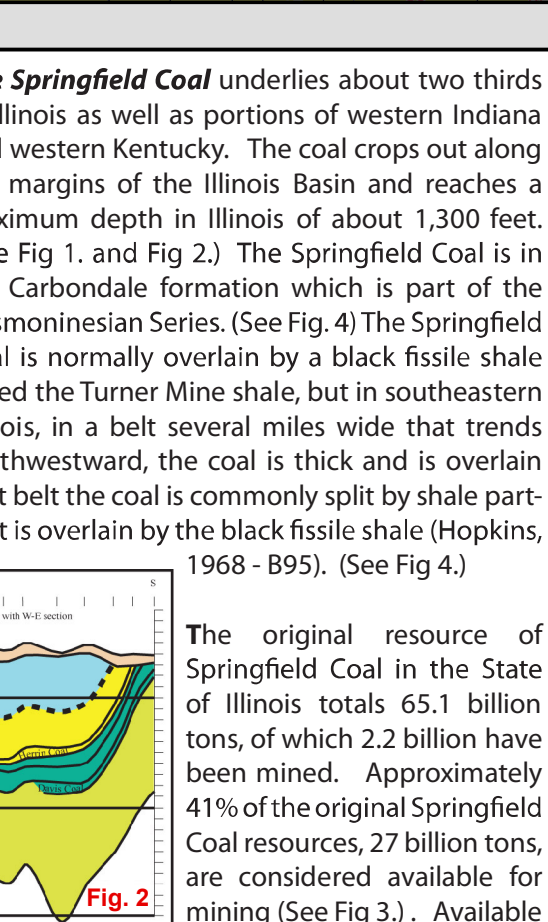 e Springfield Coal underlies about two thirds
llinois as well as portions of western Indiana
l western Kentucky. The coal crops out along
margins of the Illinois Basin and reaches a
ximum depth in Illinois of about 1,300 feet.
e Fig 1. and Fig 2.) The Springfield Coal is in
Carbondale formation which is part of the
smoninesian Series. (See Fig. 4) The Springfield
al is normally overlain by a black fissile shale
ed the Turner Mine shale, but in southeastern
ois, in a belt several miles wide that trends
thwestward, the coal is thick and is overlain
t belt the coal is commonly split by shale part-
t is overlain by the black fissile shale (Hopkins,
1968 - B95). (See Fig 4.)
S
with W-E section
Herrin Coal
Davis Coal
Fig. 2
The original resource of
Springfield Coal in the State
of Illinois totals 65.1 billion
tons, of which 2.2 billion have
been mined. Approximately
41% of the original Springfield
Coal resources, 27 billion tons,
are considered available for
mining (See Fig 3.) . Available